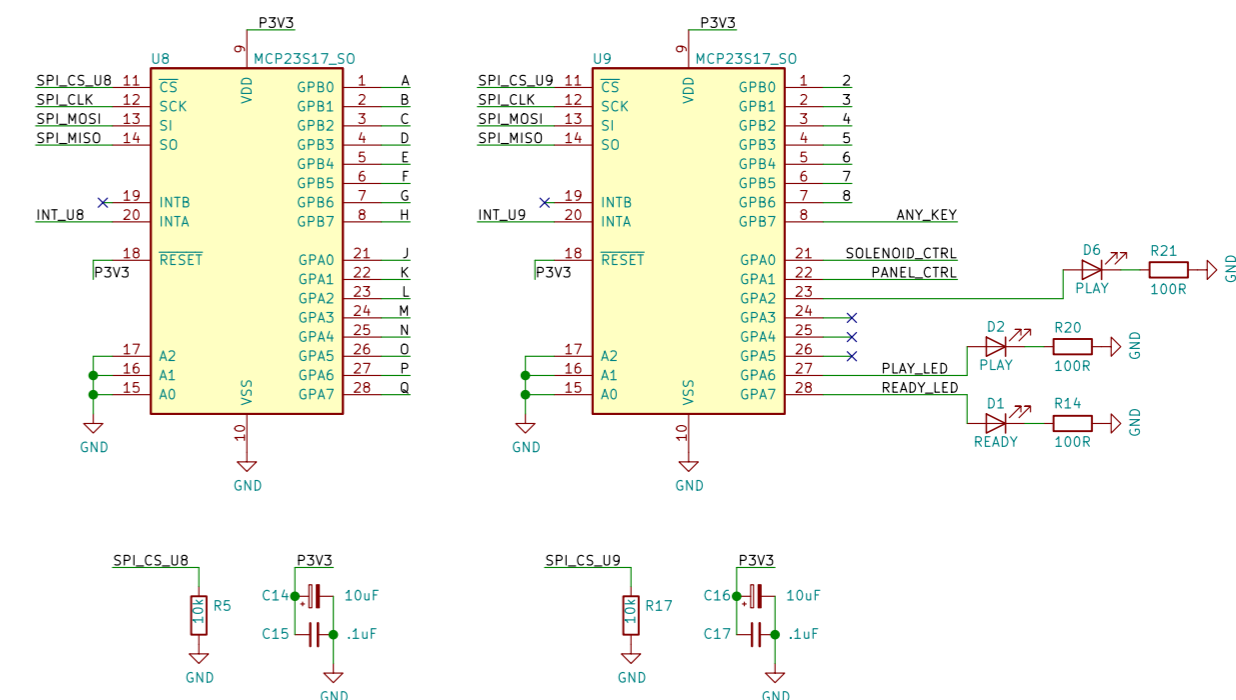 P3V3 P3V3
U8 MCP23S17_SO U9 MCP23S17_SO
9 VDD 9 VDD
SPI_CS_U8 11 CS GPB0 1 A SPI_CS_U9 11 CS GPB0 1 2
SPI_CLK 12 SCK GPB1 2 B SPI_CLK 12 SCK GPB1 2 3
SPI_MOSI 13 SI GPB2 3 C SPI_MOSI 13 SI GPB2 3 4
SPI_MISO 14 SO GPB3 4 D SPI_MISO 14 SO GPB3 4 5
GPB4 5 E GPB4 5 6
GPB5 6 F GPB5 6 7
19 INTB GPB6 7 G 19 INTB GPB6 7 8
INT_U8 20 INTA GPB7 8 H INT_U9 20 INTA GPB7 8 ANY_KEY
P3V3 18 RESET GPA0 21 J P3V3 18 RESET GPA0 21 SOLENOID_CTRL
GPA1 22 K GPA1 22 PANEL_CTRL
D6 R21
PLAY 100R GND
GPA2 23 L GPA2 23
GPA3 24 M GPA3 24
GPA4 25 N GPA4 25
D2 R20
PLAY 100R GND
17 A2 GPA5 26 O 17 A2 GPA5 26
16 A1 GPA6 27 P 16 A1 GPA6 27 PLAY_LED
15 A0 GPA7 28 Q 15 A0 GPA7 28 READY_LED
D1 R14
READY 100R GND
VSS 10 VSS 10
GND GND
GND GND
SPI_CS_U8 P3V3 SPI_CS_U9 P3V3
C14 10uF C16 10uF
10k R5 10k R17
C15 .1uF C17 .1uF
GND GND GND GND